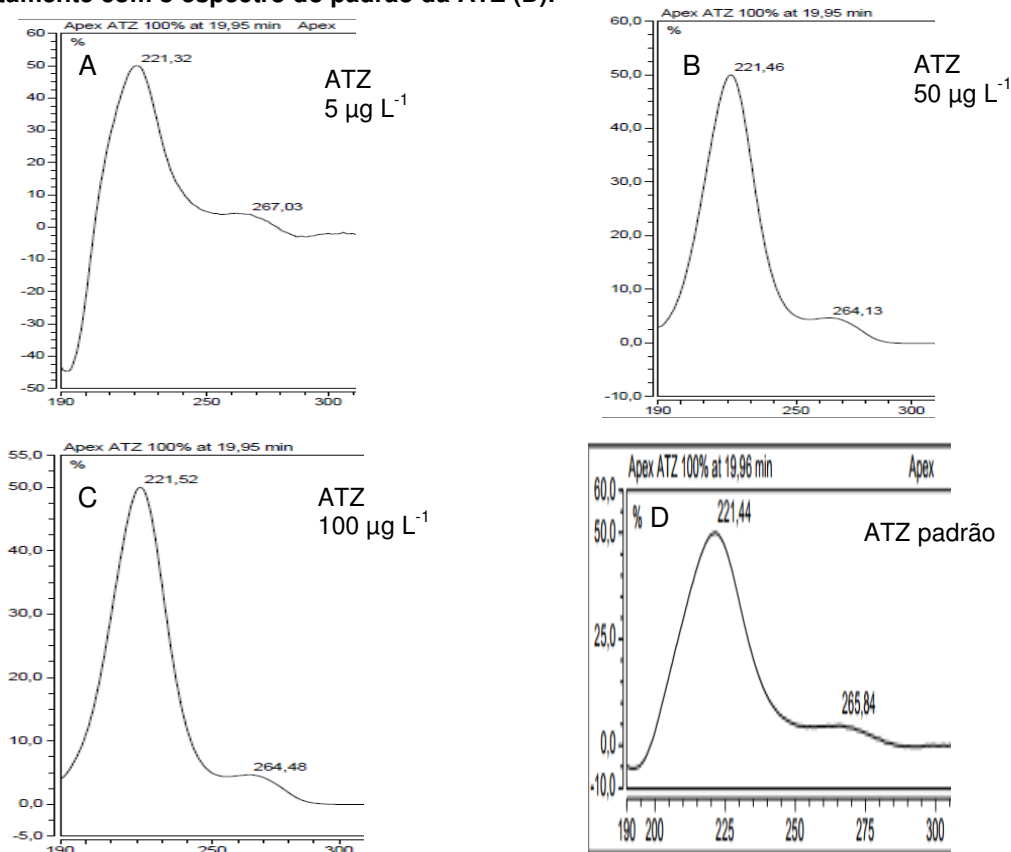 tamente com o espectro do padrão da ATZ (D).
Apex ATZ 100% at 19,95 min Apex
60
%
221,32
A
ATZ
5 µg L-1
50
40
30
20
10
267,03
0
-10
-20
-30
-40
-50
190 250 300
Apex ATZ 100% at 19,95 min
60,0
%
221,46
B
ATZ
50 µg L-1
50,0
40,0
30,0
20,0
10,0
264,13
0,0
-10,0
190 250 300
Apex ATZ 100% at 19,95 min
55,0
%
221,52
C
ATZ
100 µg L-1
50,0
40,0
30,0
20,0
10,0
264,48
0,0
-5,0
190 250 300
Apex ATZ 100% at 19,96 min Apex
60,0
% D
221,44
ATZ padrão
50,0
25,0
265,84
0,0
-10,0
190 200 225 250 275 300